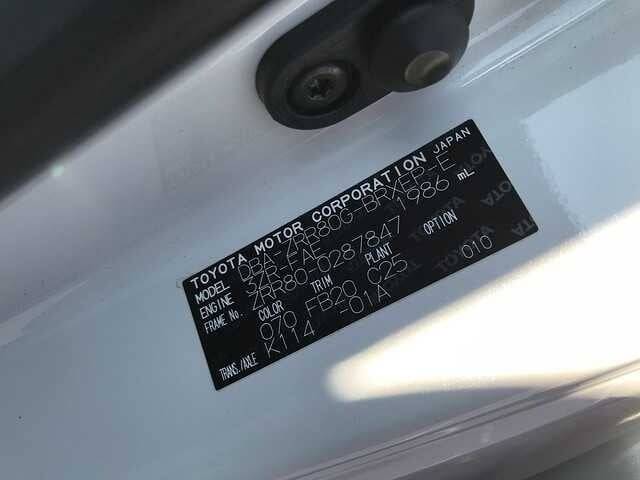 TOYOTA MOTOR CORPORATION JAPAN
MODEL DBA-ZRR80G-BRXEP-E
ENGINE 3ZR-FAE 1986 mL
FRAME No. ZRR80-0287847
COLOR TRIM PLANT OPTION
070 FB20 C25 010
TRANS./AXLE K114 -01A